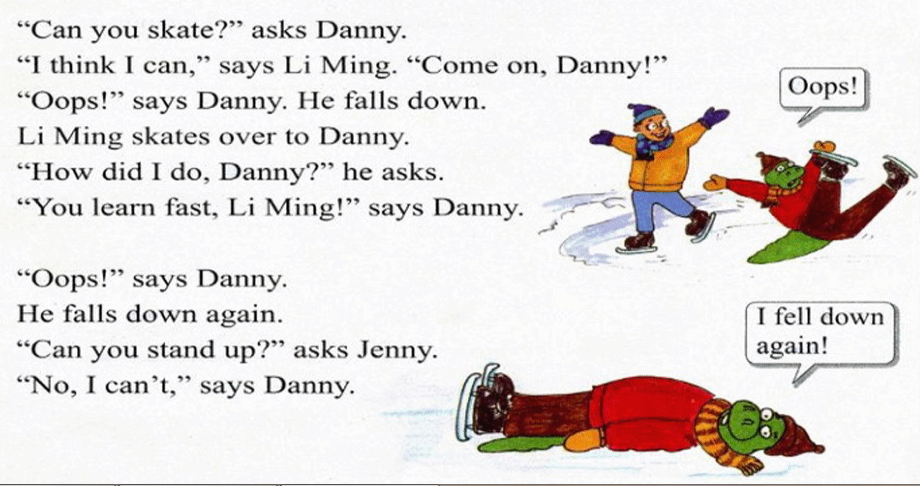 “Can you skate?” asks Danny.
“I think I can,” says Li Ming. “Come on, Danny!”
“Oops!” says Danny. He falls down.
Li Ming skates over to Danny.
“How did I do, Danny?” he asks.
“You learn fast, Li Ming!” says Danny.
Oops!
“Oops!” says Danny.
He falls down again.
“Can you stand up?” asks Jenny.
“No, I can’t,” says Danny.
I fell down
again!